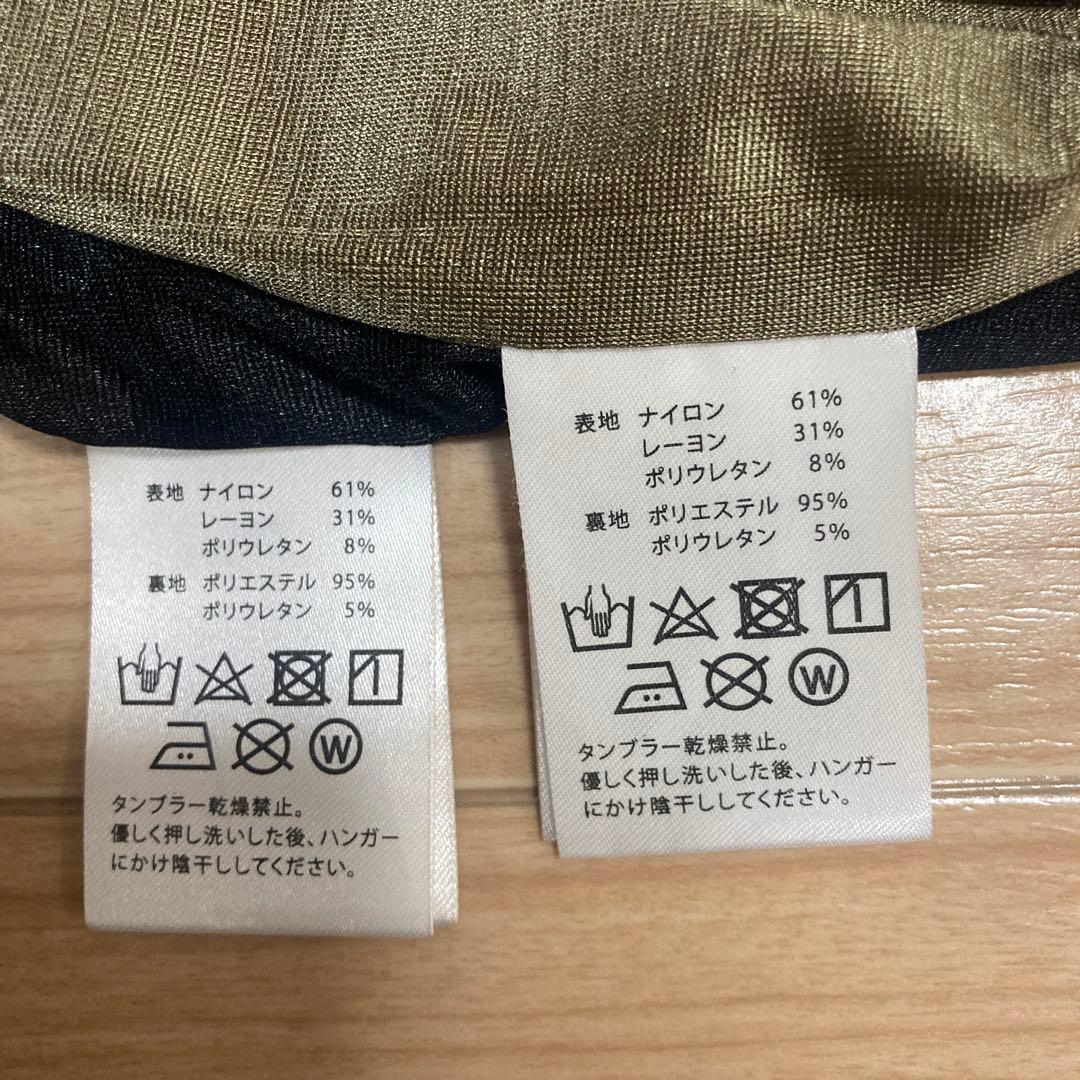 表地 ナイロン 61%
レーヨン 31%
ポリウレタン 8%
裏地 ポリエステル 95%
ポリウレタン 5%
W
タンブラー乾燥禁止。
優しく押し洗いした後、ハンガー
にかけ陰干ししてください。
表地 ナイロン 61%
レーヨン 31%
ポリウレタン 8%
裏地 ポリエステル 95%
ポリウレタン 5%
W
タンブラー乾燥禁止。
優しく押し洗いした後、ハンガー
にかけ陰干ししてください。